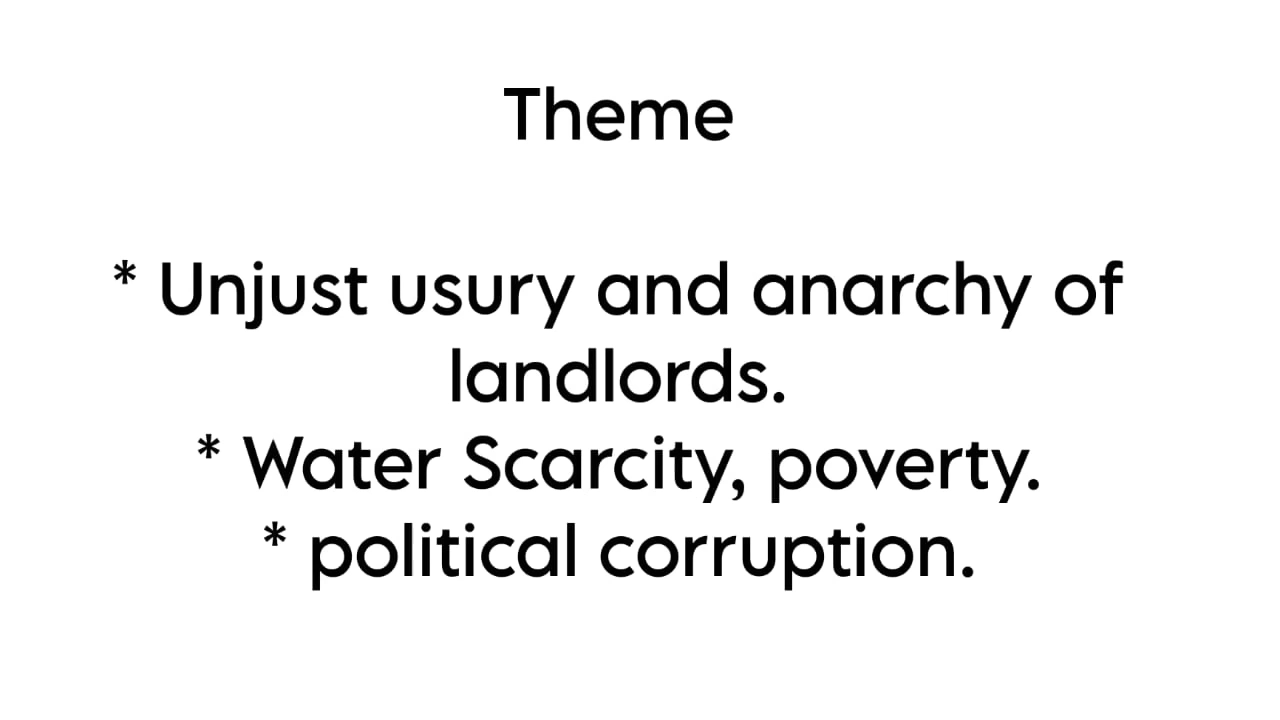 Theme
* Unjust usury and anarchy of
landlords.
* Water Scarcity, poverty.
* political corruption.